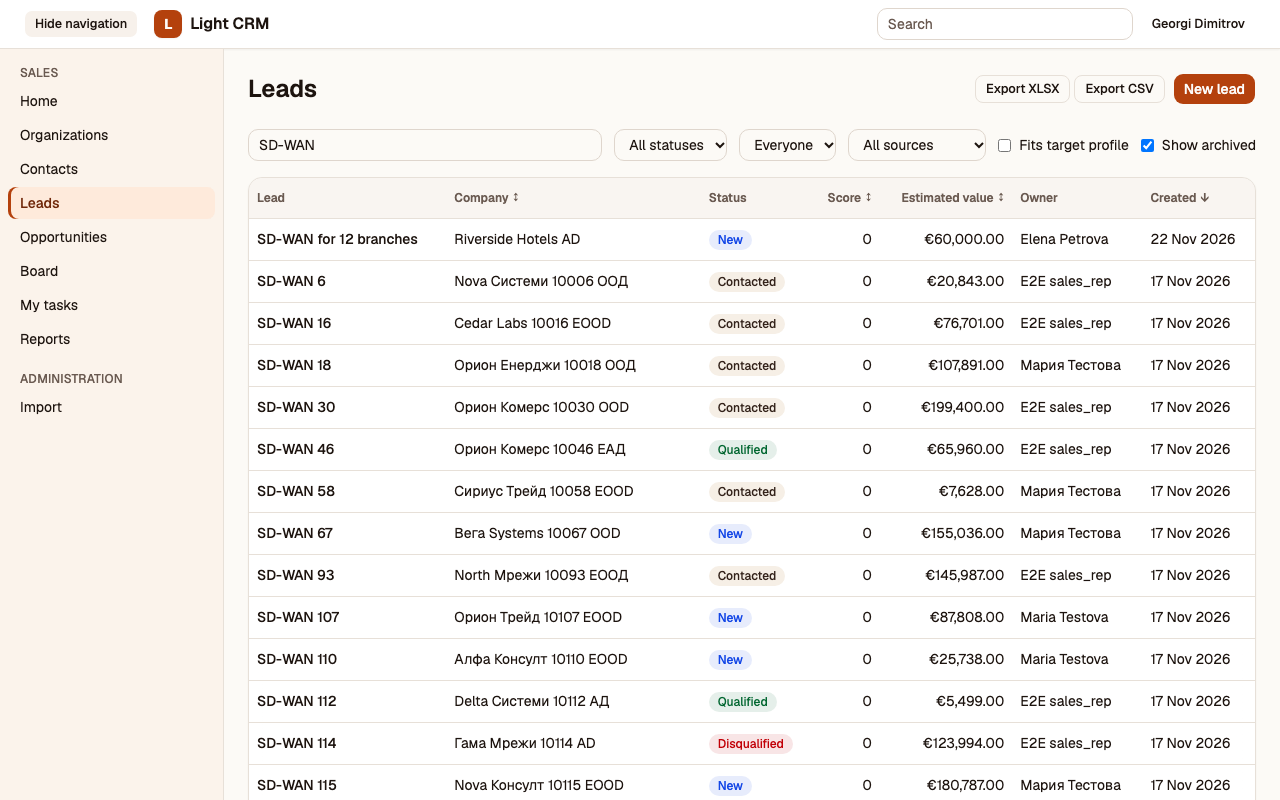 Hide navigation L Light CRM Search Georgi Dimitrov
SALES
Home
Organizations
Contacts
Leads
Opportunities
Board
My tasks
Reports
ADMINISTRATION
Import
Leads Export XLSX Export CSV New lead
SD-WAN All statuses Everyone All sources Fits target profile Show archived
Lead Company ↕ Status Score ↕ Estimated value ↕ Owner Created ↓
SD-WAN for 12 branches Riverside Hotels AD New 0 €60,000.00 Elena Petrova 22 Nov 2026
SD-WAN 6 Nova Системи 10006 ООД Contacted 0 €20,843.00 E2E sales_rep 17 Nov 2026
SD-WAN 16 Cedar Labs 10016 EOOD Contacted 0 €76,701.00 E2E sales_rep 17 Nov 2026
SD-WAN 18 Орион Енерджи 10018 ООД Contacted 0 €107,891.00 Мария Тестова 17 Nov 2026
SD-WAN 30 Орион Комерс 10030 OOD Contacted 0 €199,400.00 E2E sales_rep 17 Nov 2026
SD-WAN 46 Орион Комерс 10046 ЕАД Qualified 0 €65,960.00 E2E sales_rep 17 Nov 2026
SD-WAN 58 Сириус Трейд 10058 EOOD Contacted 0 €7,628.00 Мария Тестова 17 Nov 2026
SD-WAN 67 Вега Systems 10067 OOD New 0 €155,036.00 Мария Тестова 17 Nov 2026
SD-WAN 93 North Мрежи 10093 ЕООД Contacted 0 €145,987.00 E2E sales_rep 17 Nov 2026
SD-WAN 107 Орион Трейд 10107 EOOD New 0 €87,808.00 Maria Testova 17 Nov 2026
SD-WAN 110 Алфа Консулт 10110 EOOD New 0 €25,738.00 Maria Testova 17 Nov 2026
SD-WAN 112 Delta Системи 10112 АД Qualified 0 €5,499.00 E2E sales_rep 17 Nov 2026
SD-WAN 114 Гама Мрежи 10114 AD Disqualified 0 €123,994.00 E2E sales_rep 17 Nov 2026
SD-WAN 115 Nova Консулт 10115 EOOD New 0 €180,787.00 Мария Тестова 17 Nov 2026